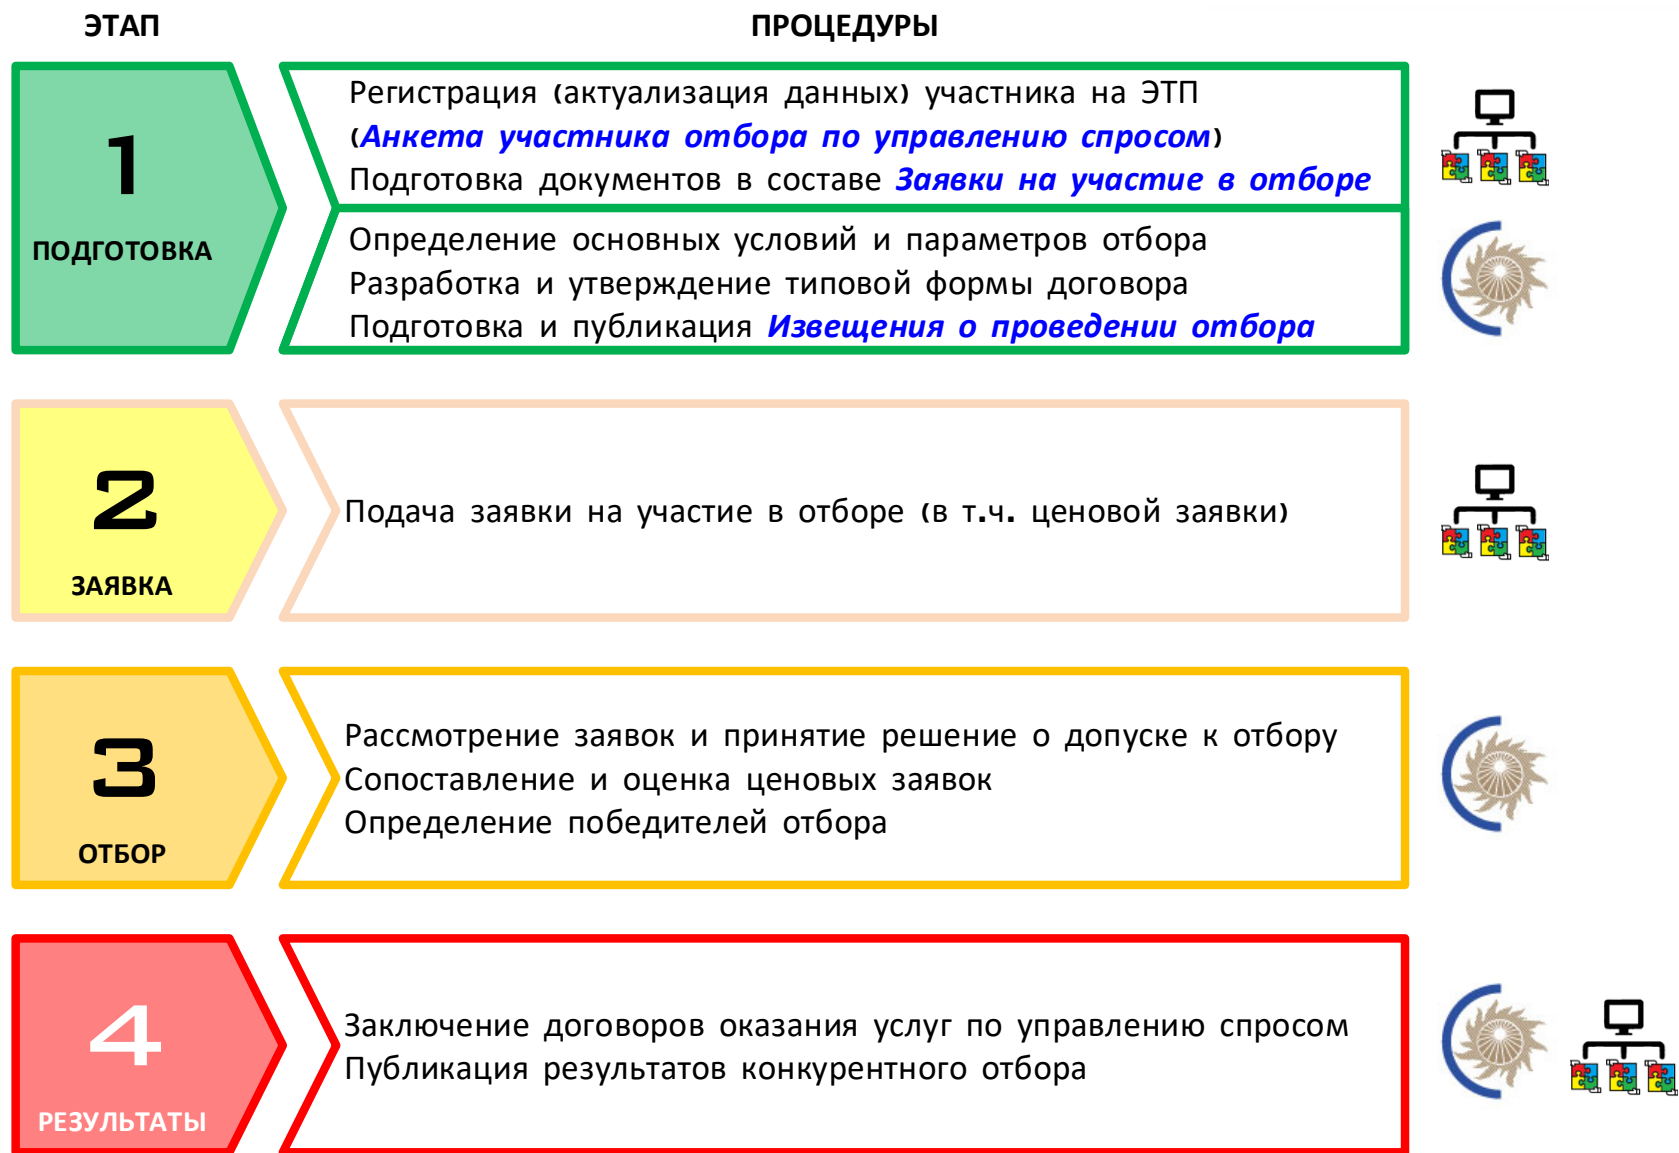 ЭТАП
ПРОЦЕДУРЫ
1
ПОДГОТОВКА
Регистрация (актуализация данных) участника на ЭТП
(Анкета участника отбора по управлению спросом)
Подготовка документов в составе Заявки на участие в отборе
Определение основных условий и параметров отбора
Разработка и утверждение типовой формы договора
Подготовка и публикация Извещения о проведении отбора
2
ЗАЯВКА
Подача заявки на участие в отборе (в т.ч. ценовой заявки)
3
ОТБОР
Рассмотрение заявок и принятие решение о допуске к отбору
Сопоставление и оценка ценовых заявок
Определение победителей отбора
4
РЕЗУЛЬТАТЫ
Заключение договоров оказания услуг по управлению спросом
Публикация результатов конкурентного отбора